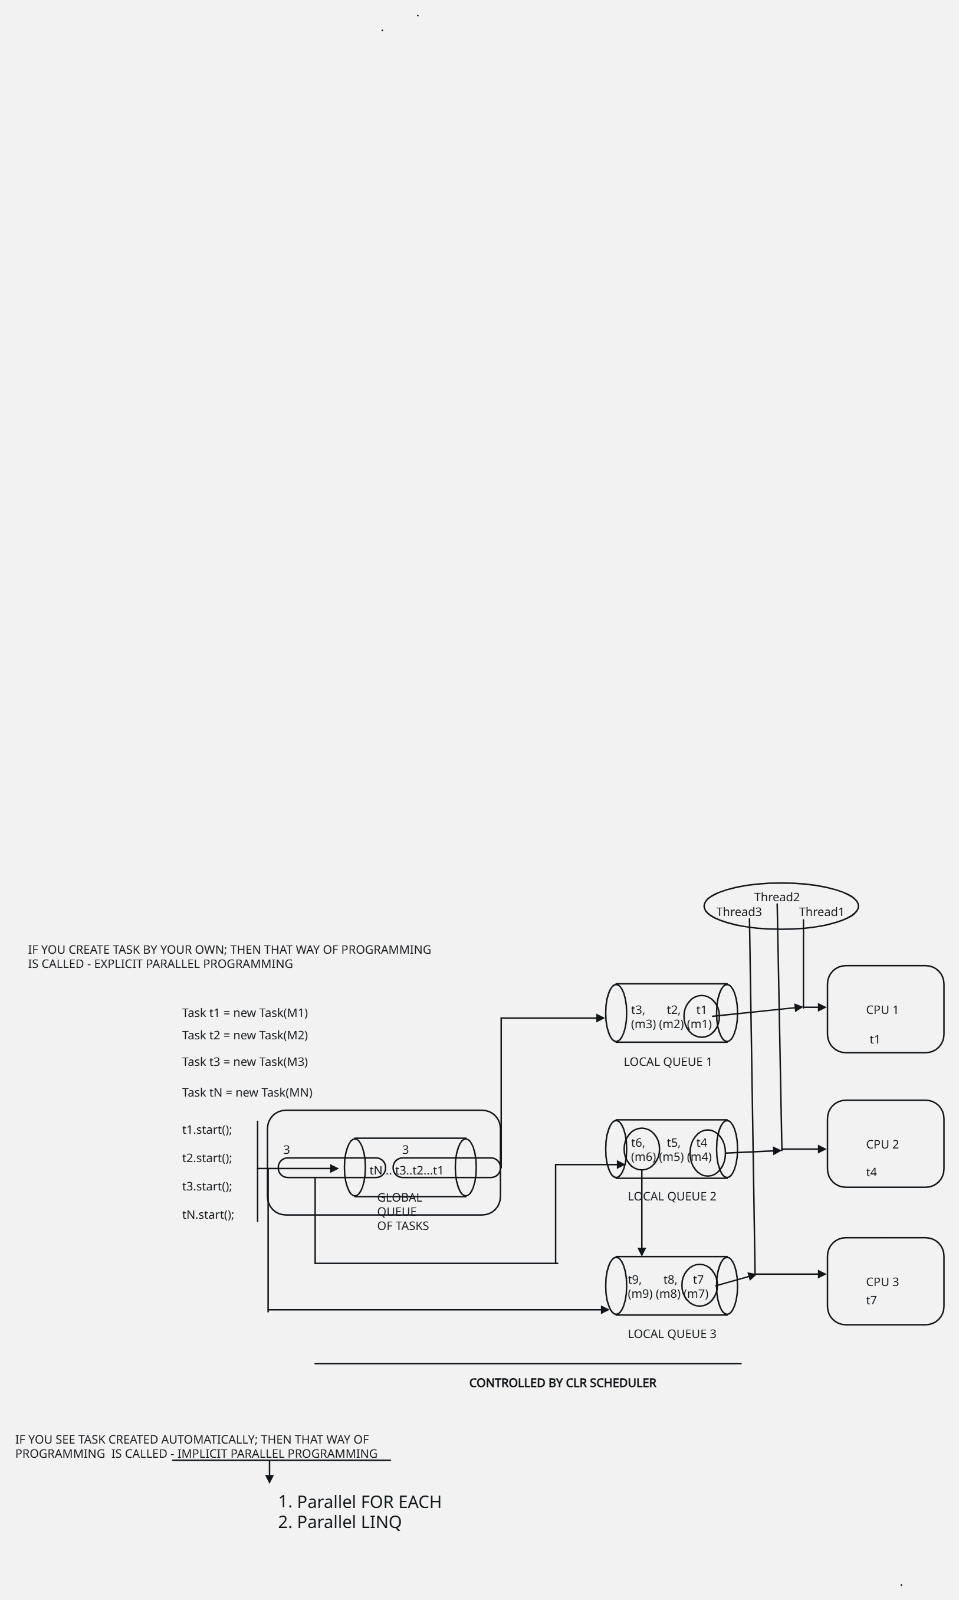 Thread2
Thread3 Thread1
IF YOU CREATE TASK BY YOUR OWN; THEN THAT WAY OF PROGRAMMING
IS CALLED - EXPLICIT PARALLEL PROGRAMMING
Task t1 = new Task(M1)
Task t2 = new Task(M2)
Task t3 = new Task(M3)
Task tN = new Task(MN)
t1.start();
t2.start();
t3.start();
tN.start();
3 3
tN... t3..t2...t1
GLOBAL
QUEUE
OF TASKS
t3, t2, t1
(m3) (m2) (m1)
LOCAL QUEUE 1
CPU 1
t1
t6, t5, t4
(m6) (m5) (m4)
LOCAL QUEUE 2
CPU 2
t4
t9, t8, t7
(m9) (m8) (m7)
LOCAL QUEUE 3
CPU 3
t7
CONTROLLED BY CLR SCHEDULER
IF YOU SEE TASK CREATED AUTOMATICALLY; THEN THAT WAY OF
PROGRAMMING IS CALLED - IMPLICIT PARALLEL PROGRAMMING
1. Parallel FOR EACH
2. Parallel LINQ